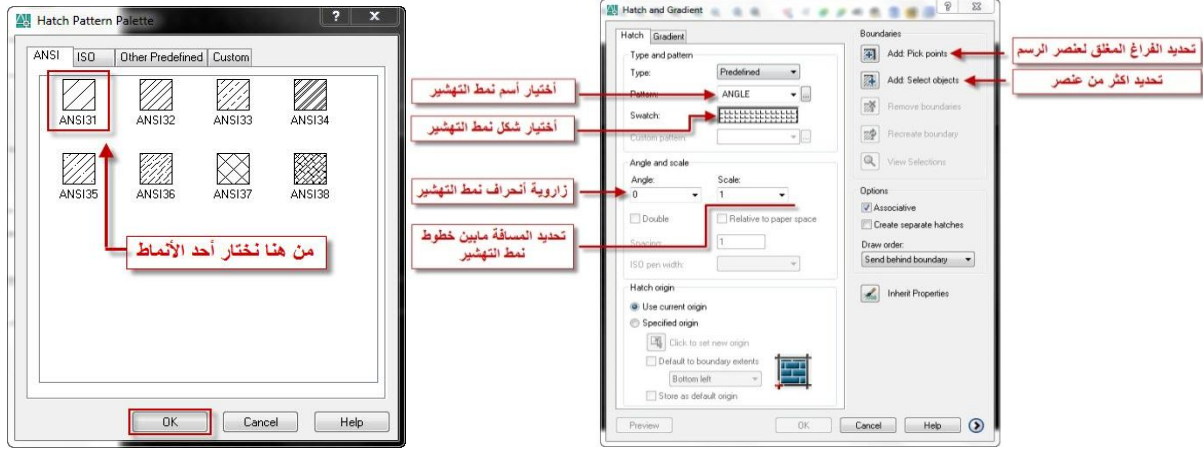 Hatch Pattern Palette
ANSI ISO Other Predefined Custom
ANSI31 ANSI32 ANSI33 ANSI34
ANSI35 ANSI36 ANSI37 ANSI38
من هنا نختار أحد الأنماط
OK Cancel Help
أختيار أسم نمط التهشير
أختيار شكل نمط التهشير
زاروية أنحراف نمط التهشير
تحديد المسافة مابين خطوط
نمط التهشير
Hatch and Gradient
Hatch Gradient
Type and pattern
Type: Predefined
Pattern: ANGLE
Swatch:
Custom pattern:
Angle and scale
Angle: Scale:
0 1
Double Relative to paper space
Spacing: 1
ISO pen width:
Hatch origin
Use current origin
Specified origin
Click to set new origin
Default to boundary extents
Bottom left
Store as default origin
Boundaries
Add: Pick points
Add: Select objects
Remove boundaries
Recreate boundary
View Selections
Options
Associative
Create separate hatches
Draw order:
Send behind boundary
Inherit Properties
Preview OK Cancel Help
تحديد الفراغ المغلق لعنصر الرسم
تحديد اكثر من عنصر